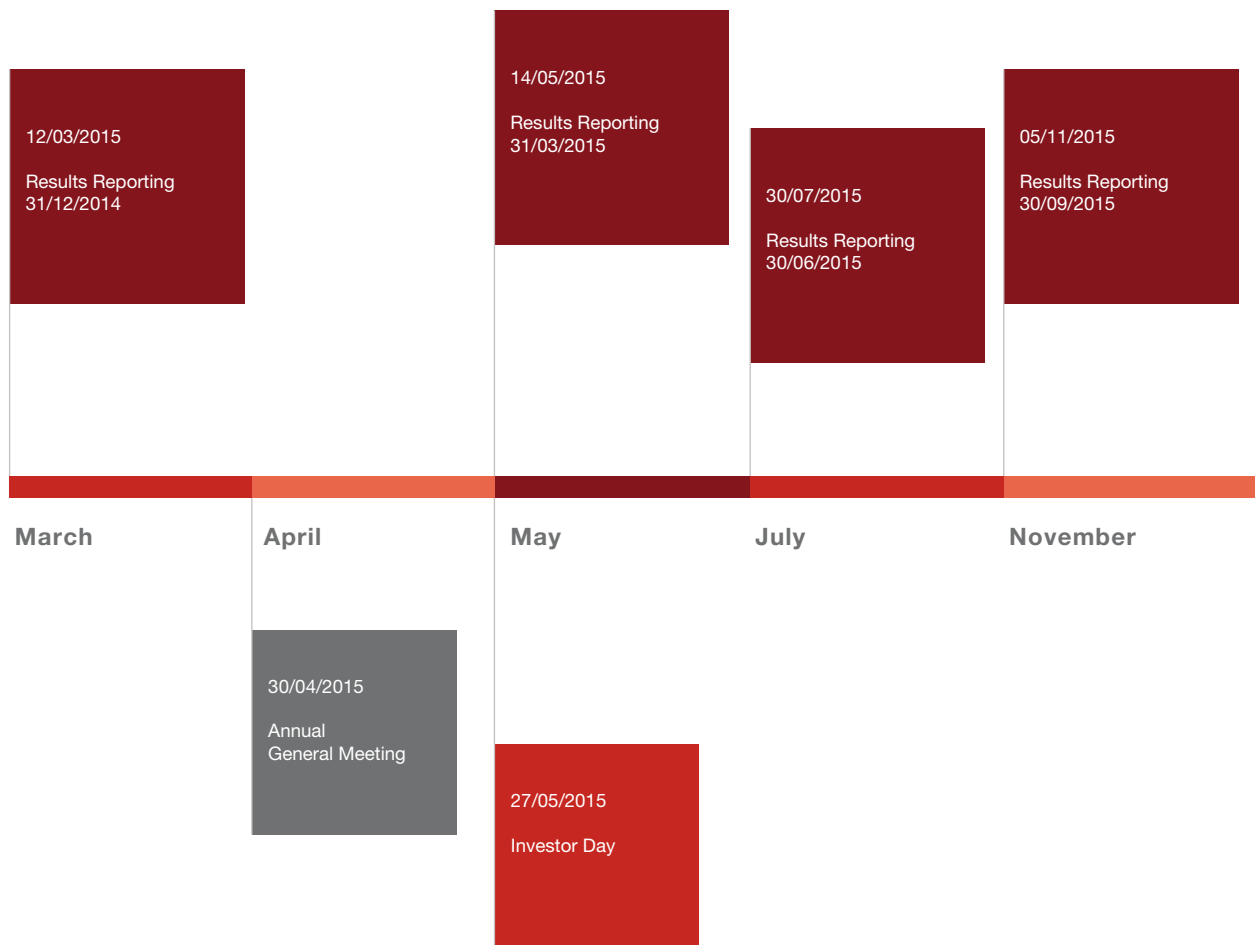 12/03/2015
Results Reporting
31/12/2014
14/05/2015
Results Reporting
31/03/2015
30/07/2015
Results Reporting
30/06/2015
05/11/2015
Results Reporting
30/09/2015
March
April
May
July
November
30/04/2015
Annual
General Meeting
27/05/2015
Investor Day